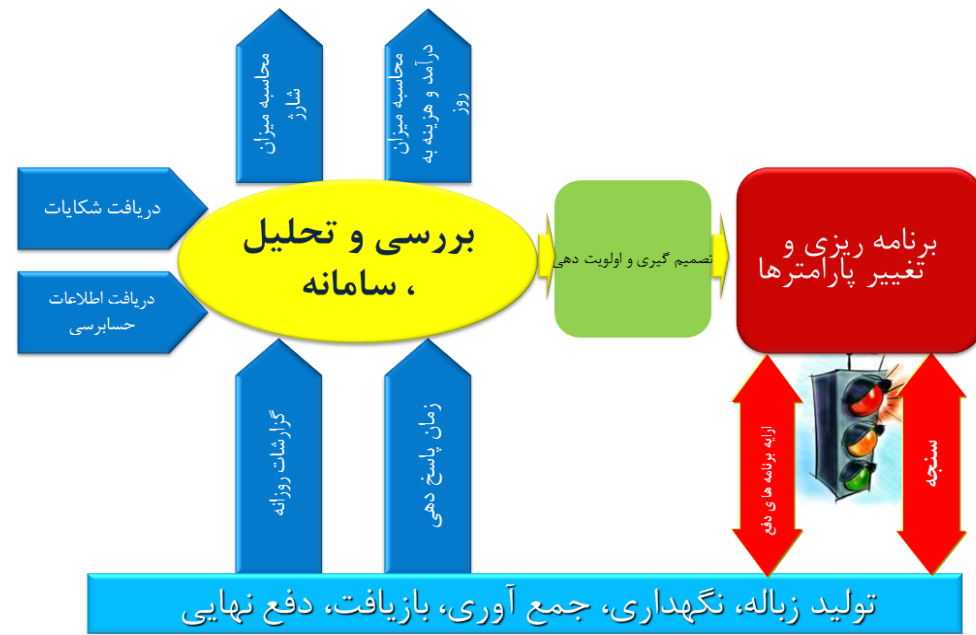 محاسبه میزان
شارژ
محاسبه میزان
درآمد و هزینه به
روز
دریافت شکایات
دریافت اطلاعات
حسابرسی
بررسی و تحلیل
سامانه ،
تصمیم گیری و اولویت دهی
برنامه ریزی و
تغییر پارامترها
گزارشات روزانه
زمان پاسخ دهی
ارایه برنامه ها ی دفع
سنجه
تولید زباله، نگهداری، جمع آوری، بازیافت، دفع نهایی